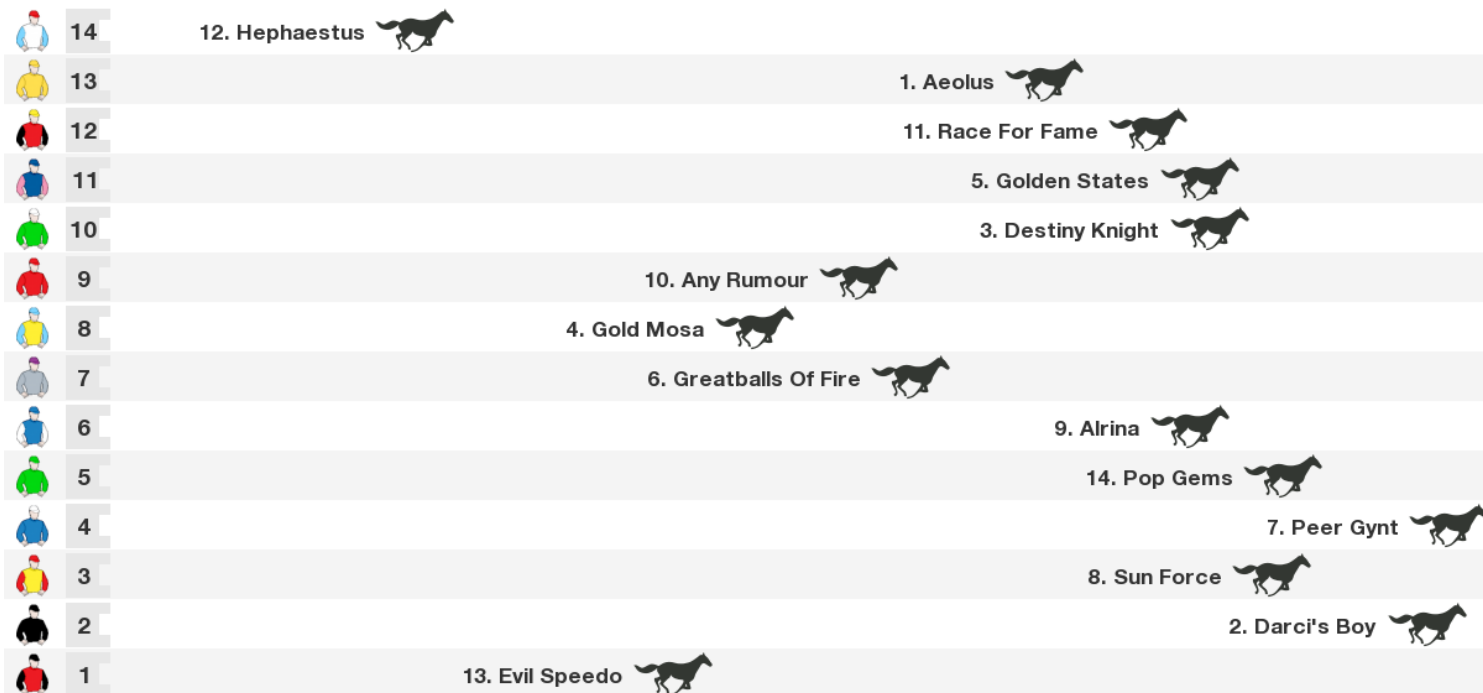 14 12. Hephaestus
13 1. Aeolus
12 11. Race For Fame
11 5. Golden States
10 3. Destiny Knight
9 10. Any Rumour
8 4. Gold Mosa
7 6. Greatballs Of Fire
6 9. Alrina
5 14. Pop Gems
4 7. Peer Gynt
3 8. Sun Force
2 2. Darci's Boy
1 13. Evil Speedo